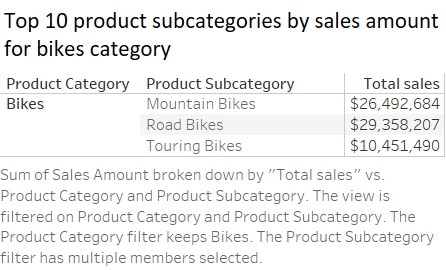 Top 10 product subcategories by sales amount
for bikes category
Product Category Product Subcategory Total sales
Bikes Mountain Bikes $26,492,684
Road Bikes $29,358,207
Touring Bikes $10,451,490
Sum of Sales Amount broken down by "Total sales" vs.
Product Category and Product Subcategory. The view is
filtered on Product Category and Product Subcategory. The
Product Category filter keeps Bikes. The Product Subcategory
filter has multiple members selected.